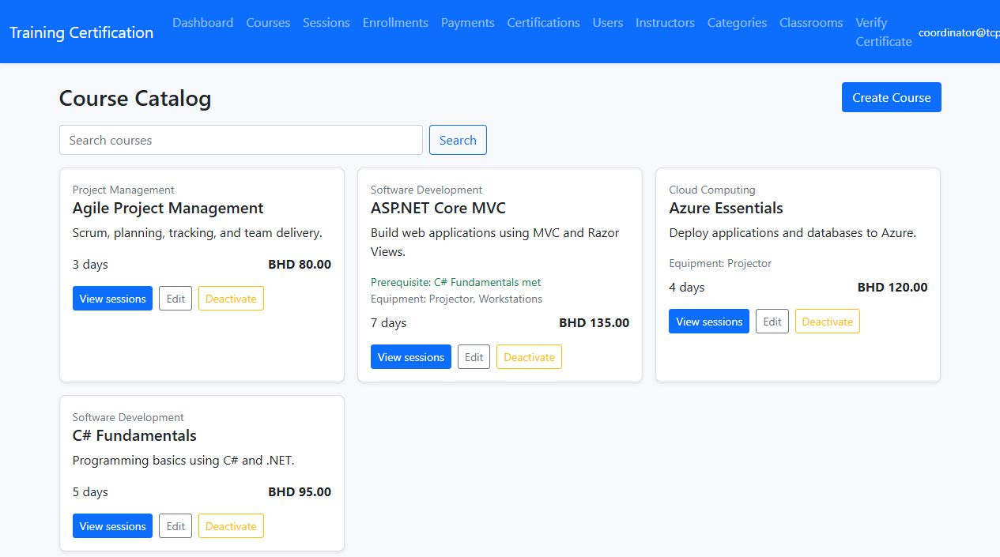 Training Certification
Dashboard Courses Sessions Enrollments Payments Certifications Users Instructors Categories Classrooms Verify Certificate
coordinator@tcp
Course Catalog
Create Course
Search courses
Search
Project Management
Agile Project Management
Scrum, planning, tracking, and team delivery.
3 days BHD 80.00
View sessions Edit Deactivate
Software Development
ASP.NET Core MVC
Build web applications using MVC and Razor
Views.
Prerequisite: C# Fundamentals met
Equipment: Projector, Workstations
7 days BHD 135.00
View sessions Edit Deactivate
Cloud Computing
Azure Essentials
Deploy applications and databases to Azure.
Equipment: Projector
4 days BHD 120.00
View sessions Edit Deactivate
Software Development
C# Fundamentals
Programming basics using C# and .NET.
5 days BHD 95.00
View sessions Edit Deactivate